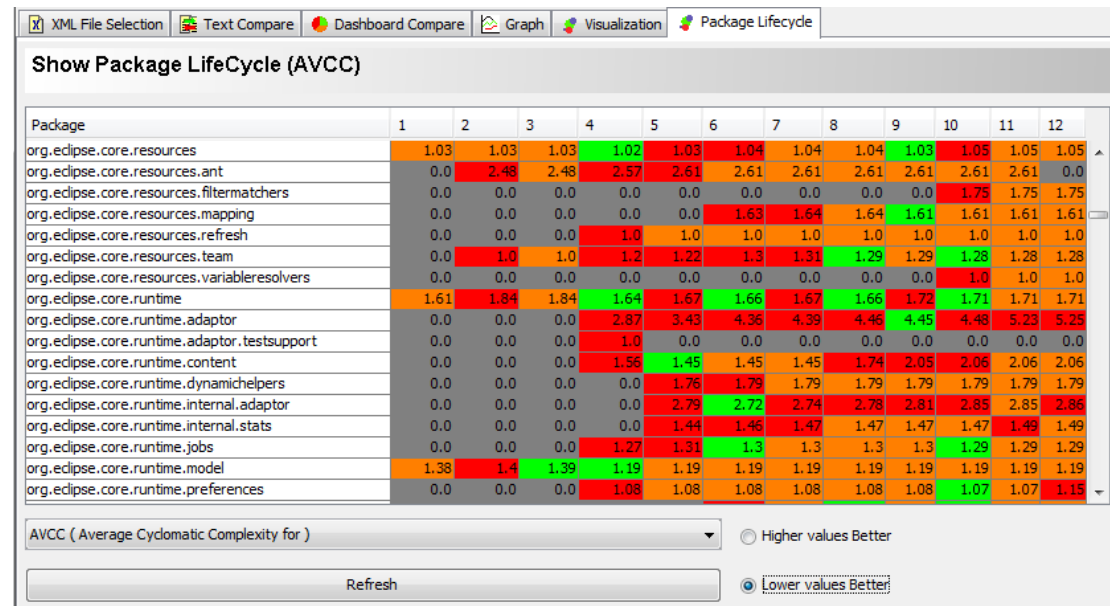 XML File Selection Text Compare Dashboard Compare Graph Visualization Package Lifecycle
Show Package LifeCycle (AVCC)
Package 1 2 3 4 5 6 7 8 9 10 11 12
org.eclipse.core.resources 1.03 1.03 1.03 1.02 1.03 1.04 1.04 1.04 1.03 1.05 1.05 1.05
org.eclipse.core.resources.ant 0.0 2.48 2.48 2.57 2.61 2.61 2.61 2.61 2.61 2.61 2.61 0.0
org.eclipse.core.resources.filtermatchers 0.0 0.0 0.0 0.0 0.0 0.0 0.0 0.0 0.0 1.75 1.75 1.75
org.eclipse.core.resources.mapping 0.0 0.0 0.0 0.0 0.0 1.63 1.64 1.64 1.61 1.61 1.61 1.61
org.eclipse.core.resources.refresh 0.0 0.0 0.0 1.0 1.0 1.0 1.0 1.0 1.0 1.0 1.0 1.0
org.eclipse.core.resources.team 0.0 1.0 1.0 1.2 1.22 1.3 1.31 1.29 1.29 1.28 1.28 1.28
org.eclipse.core.resources.variableresolvers 0.0 0.0 0.0 0.0 0.0 0.0 0.0 0.0 0.0 1.0 1.0 1.0
org.eclipse.core.runtime 1.61 1.84 1.84 1.64 1.67 1.66 1.67 1.66 1.72 1.71 1.71 1.71
org.eclipse.core.runtime.adaptor 0.0 0.0 0.0 2.87 3.43 4.36 4.39 4.46 4.45 4.48 5.23 5.25
org.eclipse.core.runtime.adaptor.testsupport 0.0 0.0 0.0 1.0 0.0 0.0 0.0 0.0 0.0 0.0 0.0 0.0
org.eclipse.core.runtime.content 0.0 0.0 0.0 1.56 1.45 1.45 1.45 1.74 2.05 2.06 2.06 2.06
org.eclipse.core.runtime.dynamichelpers 0.0 0.0 0.0 0.0 1.76 1.79 1.79 1.79 1.79 1.79 1.79 1.79
org.eclipse.core.runtime.internal.adaptor 0.0 0.0 0.0 0.0 2.79 2.72 2.74 2.78 2.81 2.85 2.85 2.86
org.eclipse.core.runtime.internal.stats 0.0 0.0 0.0 0.0 1.44 1.46 1.47 1.47 1.47 1.47 1.49 1.49
org.eclipse.core.runtime.jobs 0.0 0.0 0.0 1.27 1.31 1.3 1.3 1.3 1.3 1.29 1.29 1.29
org.eclipse.core.runtime.model 1.38 1.4 1.39 1.19 1.19 1.19 1.19 1.19 1.19 1.19 1.19 1.19
org.eclipse.core.runtime.preferences 0.0 0.0 0.0 1.08 1.08 1.08 1.08 1.08 1.08 1.07 1.07 1.15
AVCC ( Average Cyclomatic Complexity for ) Higher values Better
Refresh Lower values Better